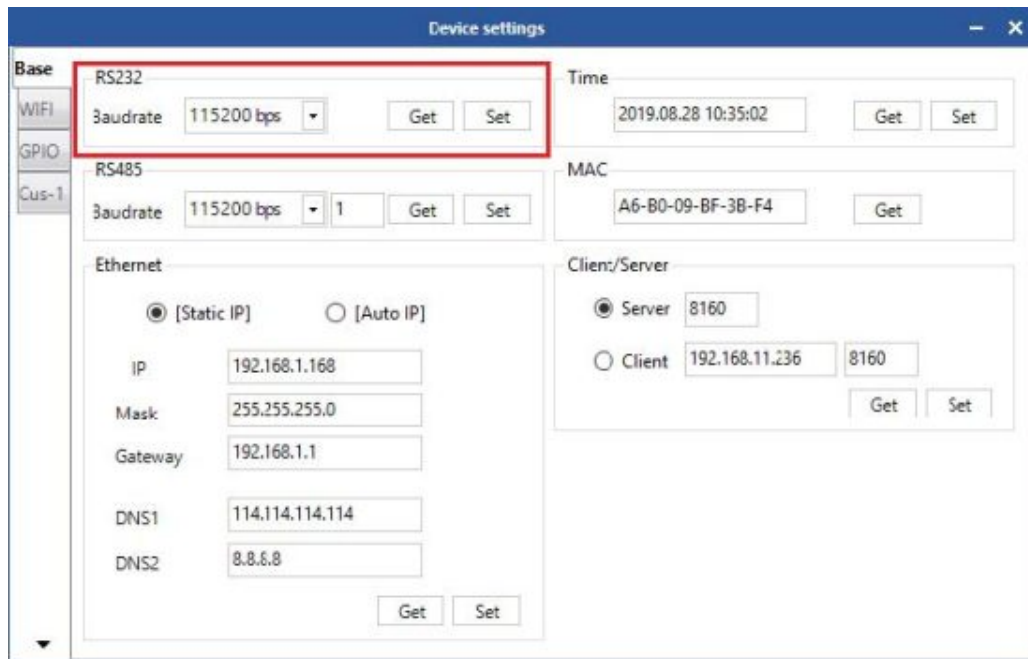 Device settings
Base
WIFI
GPIO
Cus-1
RS232
Baudrate 115200 bps Get Set
RS485
Baudrate 115200 bps 1 Get Set
Ethernet
[Static IP] [Auto IP]
IP 192.168.1.168
Mask 255.255.255.0
Gateway 192.168.1.1
DNS1 114.114.114.114
DNS2 8.8.8.8
Get Set
Time
2019.08.28 10:35:02 Get Set
MAC
A6-B0-09-BF-3B-F4 Get
Client/Server
Server 8160
Client 192.168.11.236 8160
Get Set